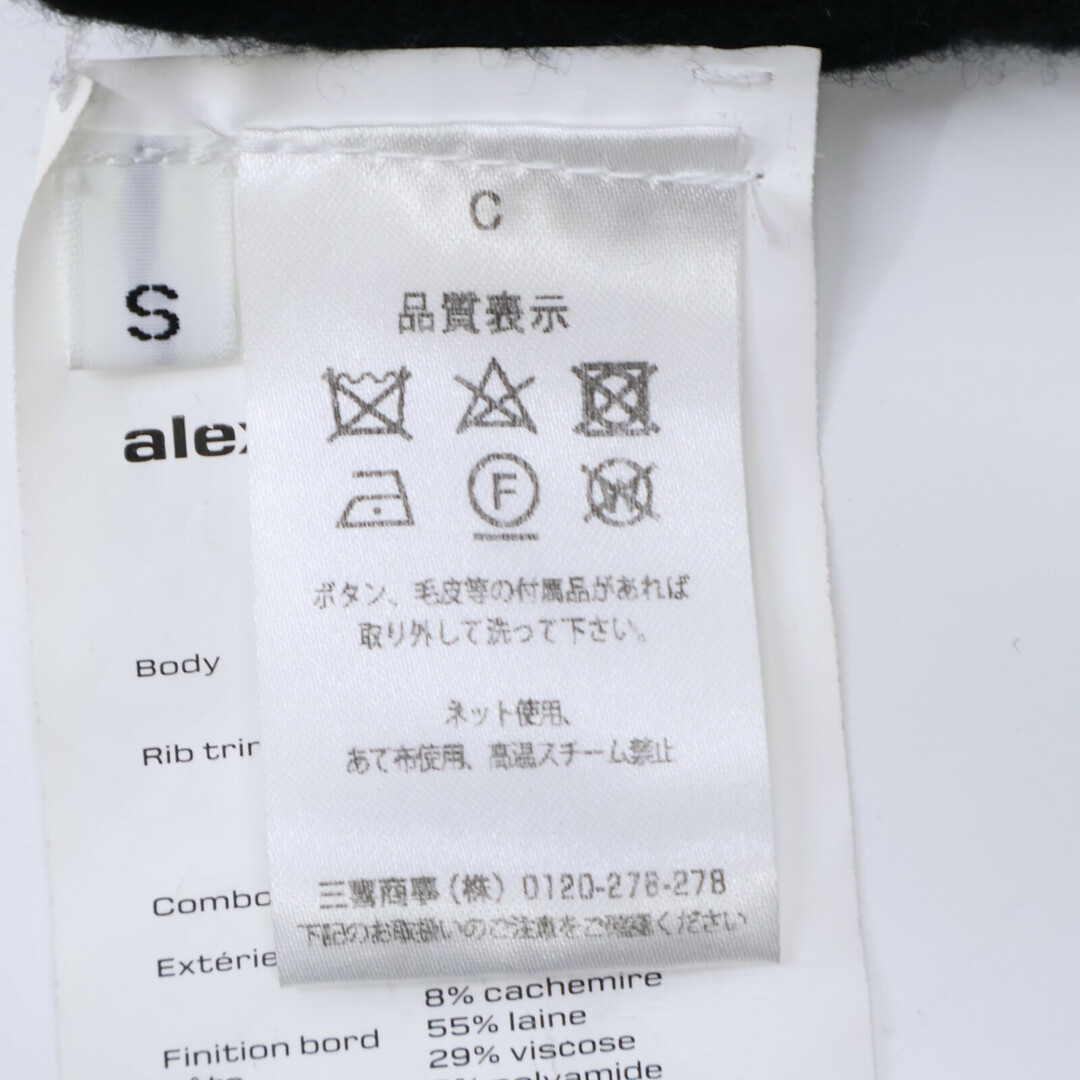 C
品質表示
S
F
W
ale
ボタン、毛皮等の付属品があれば
取り外して洗って下さい。
Body
ネット使用、
あて布使用、高温スチーム禁止
Rib trir
三喜商事(株) 0120-278-278
Combo
下記のお取扱いのご注意をご確認ください
Extérie
8% cachemire
55% laine
Finition bord
29% viscose
polyamide